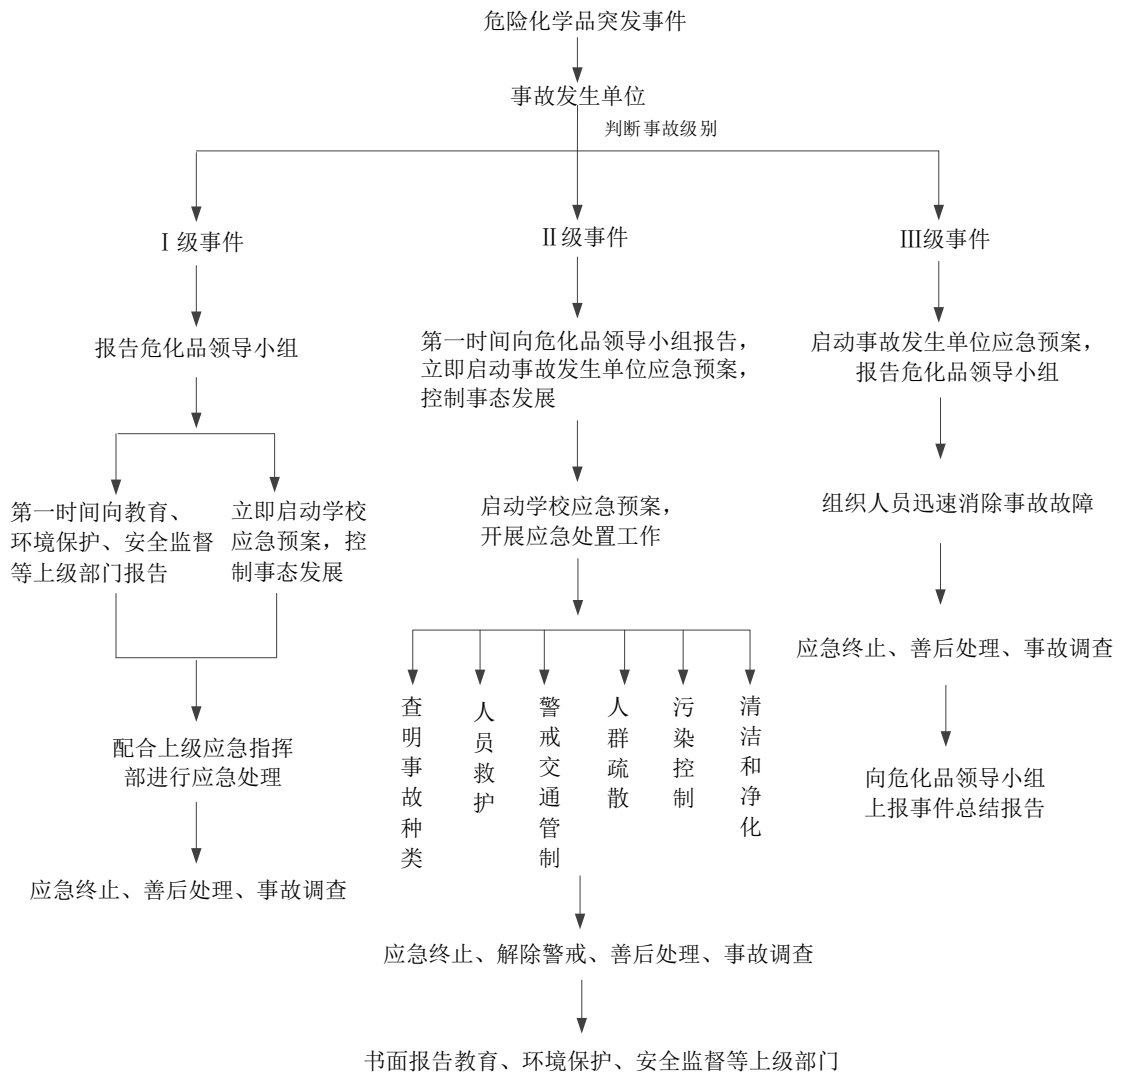 危险化学品突发事件
事故发生单位
判断事故级别
Ⅰ级事件
报告危化品领导小组
第一时间向教育、
环境保护、安全监督
等上级部门报告
立即启动学校
应急预案，控
制事态发展
配合上级应急指挥
部进行应急处理
应急终止、善后处理、事故调查
Ⅱ级事件
第一时间向危化品领导小组报告，
立即启动事故发生单位应急预案，
控制事态发展
启动学校应急预案，
开展应急处置工作
查明事故种类
人员救护
警戒交通管制
人群疏散
污染控制
清洁和净化
应急终止、解除警戒、善后处理、事故调查
书面报告教育、环境保护、安全监督等上级部门
Ⅲ级事件
启动事故发生单位应急预案，
报告危化品领导小组
组织人员迅速消除事故故障
应急终止、善后处理、事故调查
向危化品领导小组
上报事件总结报告